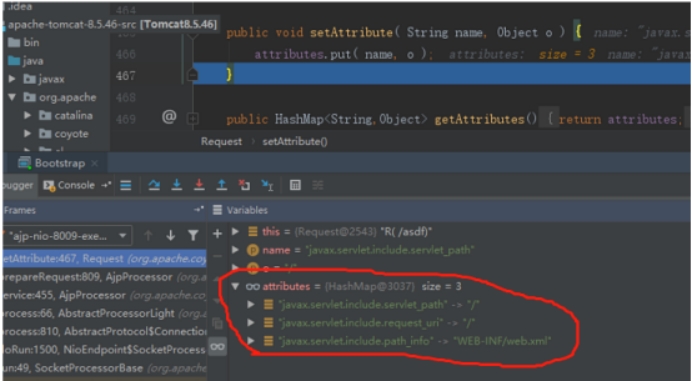 .idea
464
apache-tomcat-8.5.46-src [Tomcat8.5.46]
public void setAttribute( String name, Object o ) { name: "javax.s
bin
attributes.put( name, o ); attributes: size = 3 name: "javax
java
javax
467
}
org.apache
468
catalina
469 @ public HashMap<String,Object> getAttributes() { return attributes;
coyote
Request > setAttribute()
Bootstrap ×
bugger Console
Frames
Variables
"ajp-nio-8009-exe...
this = {Request@2543} "R( /asdf)"
name = "javax.servlet.include.servlet_path"
etAttribute:467, Request (org.apache.coy
o = "/"
repareRequest:809, AjpProcessor (org.a
attributes = {HashMap@3037} size = 3
ervice:455, AjpProcessor (org.apache.co
"javax.servlet.include.servlet_path" -> "/"
rocess:66, AbstractProcessorLight (org.a
"javax.servlet.include.request_uri" -> "/"
rocess:810, AbstractProtocol$Connectio
"javax.servlet.include.path_info" -> "WEB-INF/web.xml"
oRun:1500, NioEndpoint$SocketProcess
un:49, SocketProcessorBase (org.apache